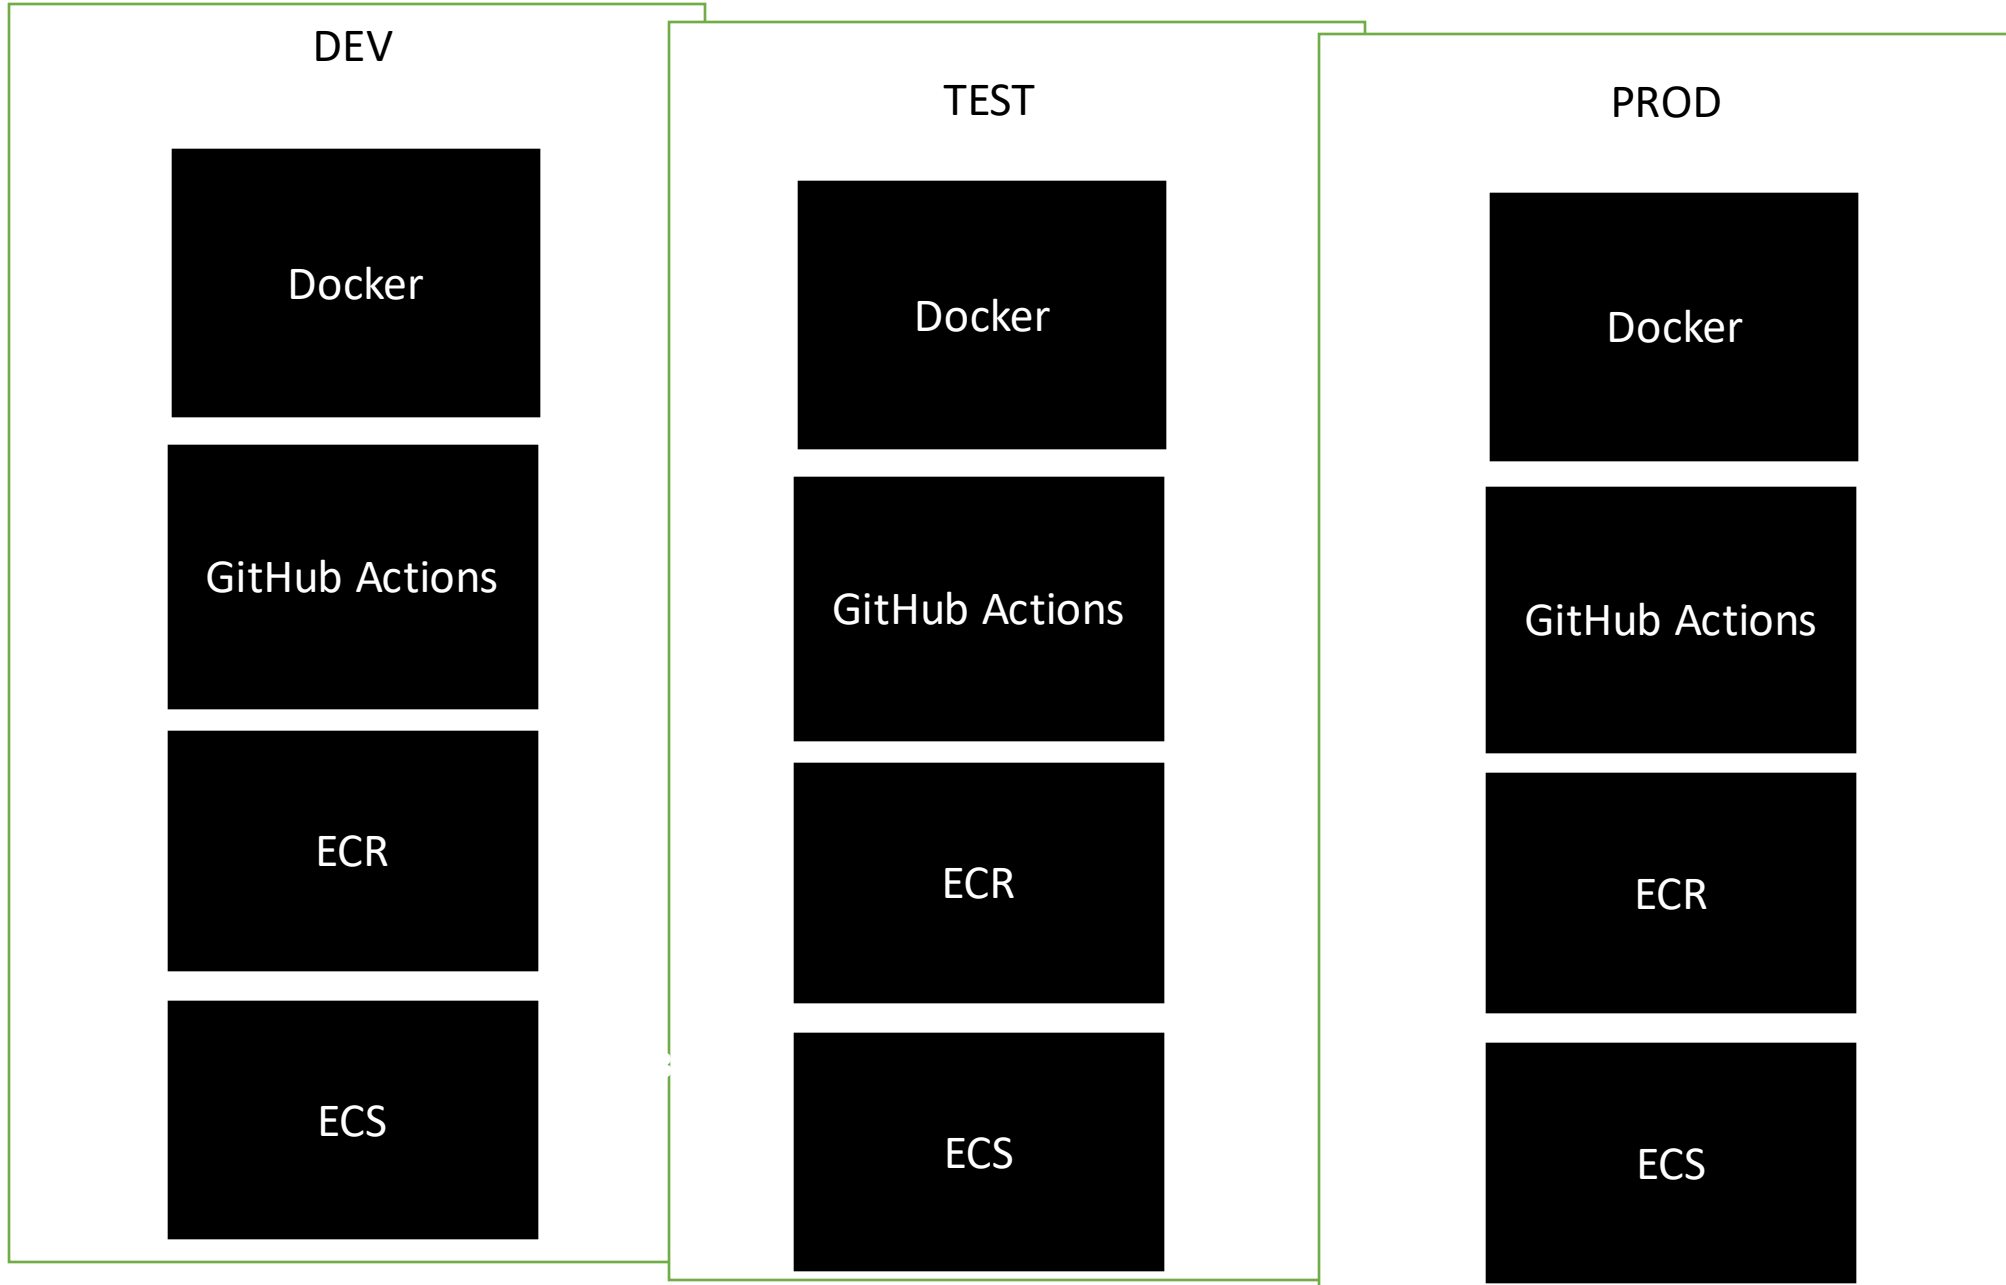 DEV
Docker
GitHub Actions
ECR
ECS
TEST
Docker
GitHub Actions
ECR
ECS
PROD
Docker
GitHub Actions
ECR
ECS